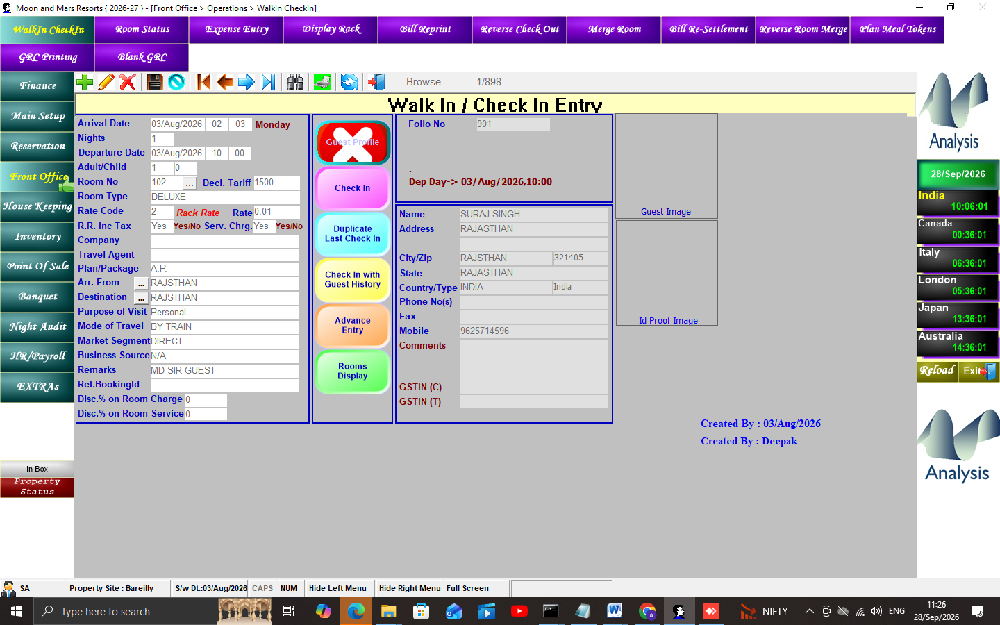 Moon and Mars Resorts { 2026-27 } - [Front Office > Operations > WalkIn CheckIn]
WalkIn CheckIn
Room Status
Expense Entry
Display Rack
Bill Reprint
Reverse Check Out
Merge Room
Bill Re-Settlement
Reverse Room Merge
Plan Meal Tokens
GRC Printing
Blank GRC
Finance
Main Setup
Reservation
Front Office
House Keeping
Inventory
Point Of Sale
Banquet
Night Audit
HR/Payroll
EXTRAs
In Box
Property
Status
Browse 1/898
Walk In / Check In Entry
Arrival Date 03/Aug/2026 02 03 Monday
Nights 1
Departure Date 03/Aug/2026 10 00
Adult/Child 1 0
Room No 102 ... Decl. Tariff 1500
Room Type DELUXE
Rate Code 2 Rack Rate Rate 0.01
R.R. Inc Tax Yes Yes/No Serv. Chrg. Yes Yes/No
Company
Travel Agent
Plan/Package A.P.
Arr. From ... RAJSTHAN
Destination ... RAJSTHAN
Purpose of Visit Personal
Mode of Travel BY TRAIN
Market Segment DIRECT
Business Source N/A
Remarks MD SIR GUEST
Ref.BookingId
Disc.% on Room Charge 0
Disc.% on Room Service 0
Guest Profile
Check In
Duplicate
Last Check In
Check In with
Guest History
Advance
Entry
Rooms
Display
Folio No 901
.
Dep Day-> 03/Aug/2026,10:00
Name SURAJ SINGH
Address RAJASTHAN
City/Zip RAJSTHAN 321405
State RAJASTHAN
Country/Type INDIA India
Phone No(s)
Fax
Mobile 9625714596
Comments
GSTIN (C)
GSTIN (T)
Guest Image
Id Proof Image
Created By : 03/Aug/2026
Created By : Deepak
Analysis
28/Sep/2026
India
10:06:01
Canada
00:36:01
Italy
06:36:01
London
05:36:01
Japan
13:36:01
Australia
14:36:01
Reload Exit
Analysis
SA
Property Site : Bareilly
S/w Dt.:03/Aug/2026
CAPS
NUM
Hide Left Menu
Hide Right Menu
Full Screen
Type here to search
NIFTY
ENG
11:26
28/Sep/2026